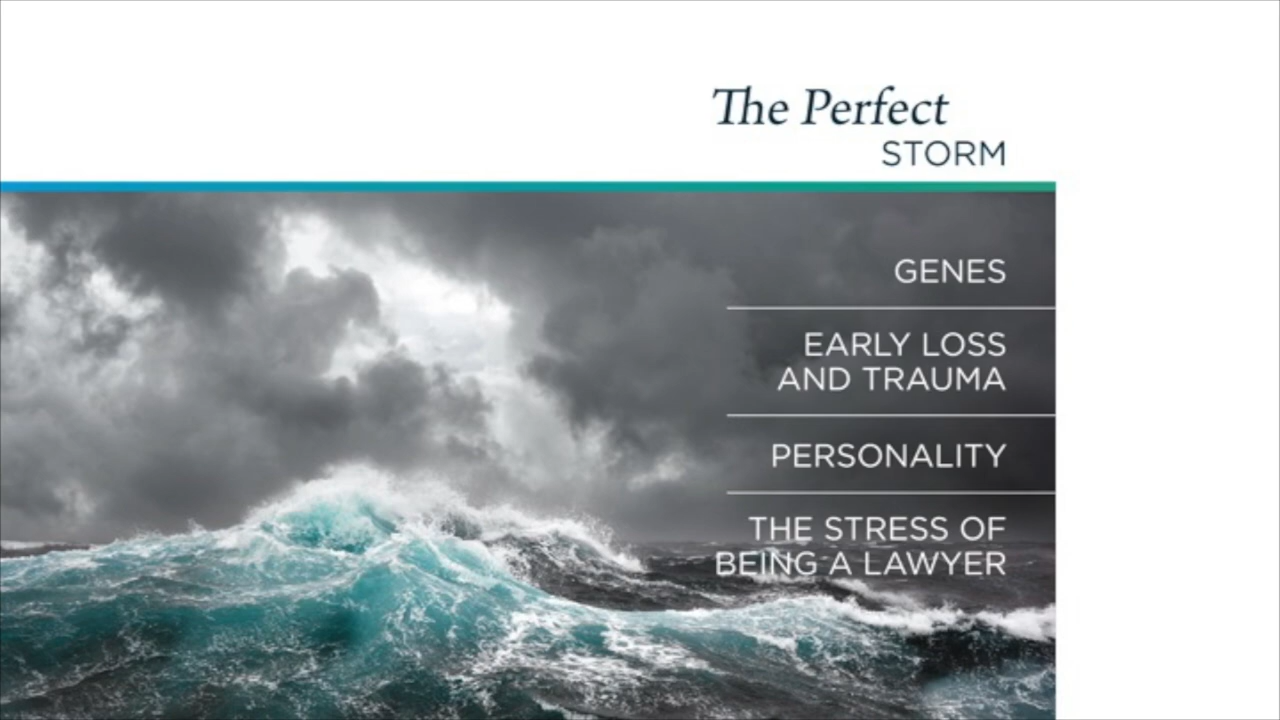 The Perfect
STORM
GENES
EARLY LOSS
AND TRAUMA
PERSONALITY
THE STRESS OF
BEING A LAWYER